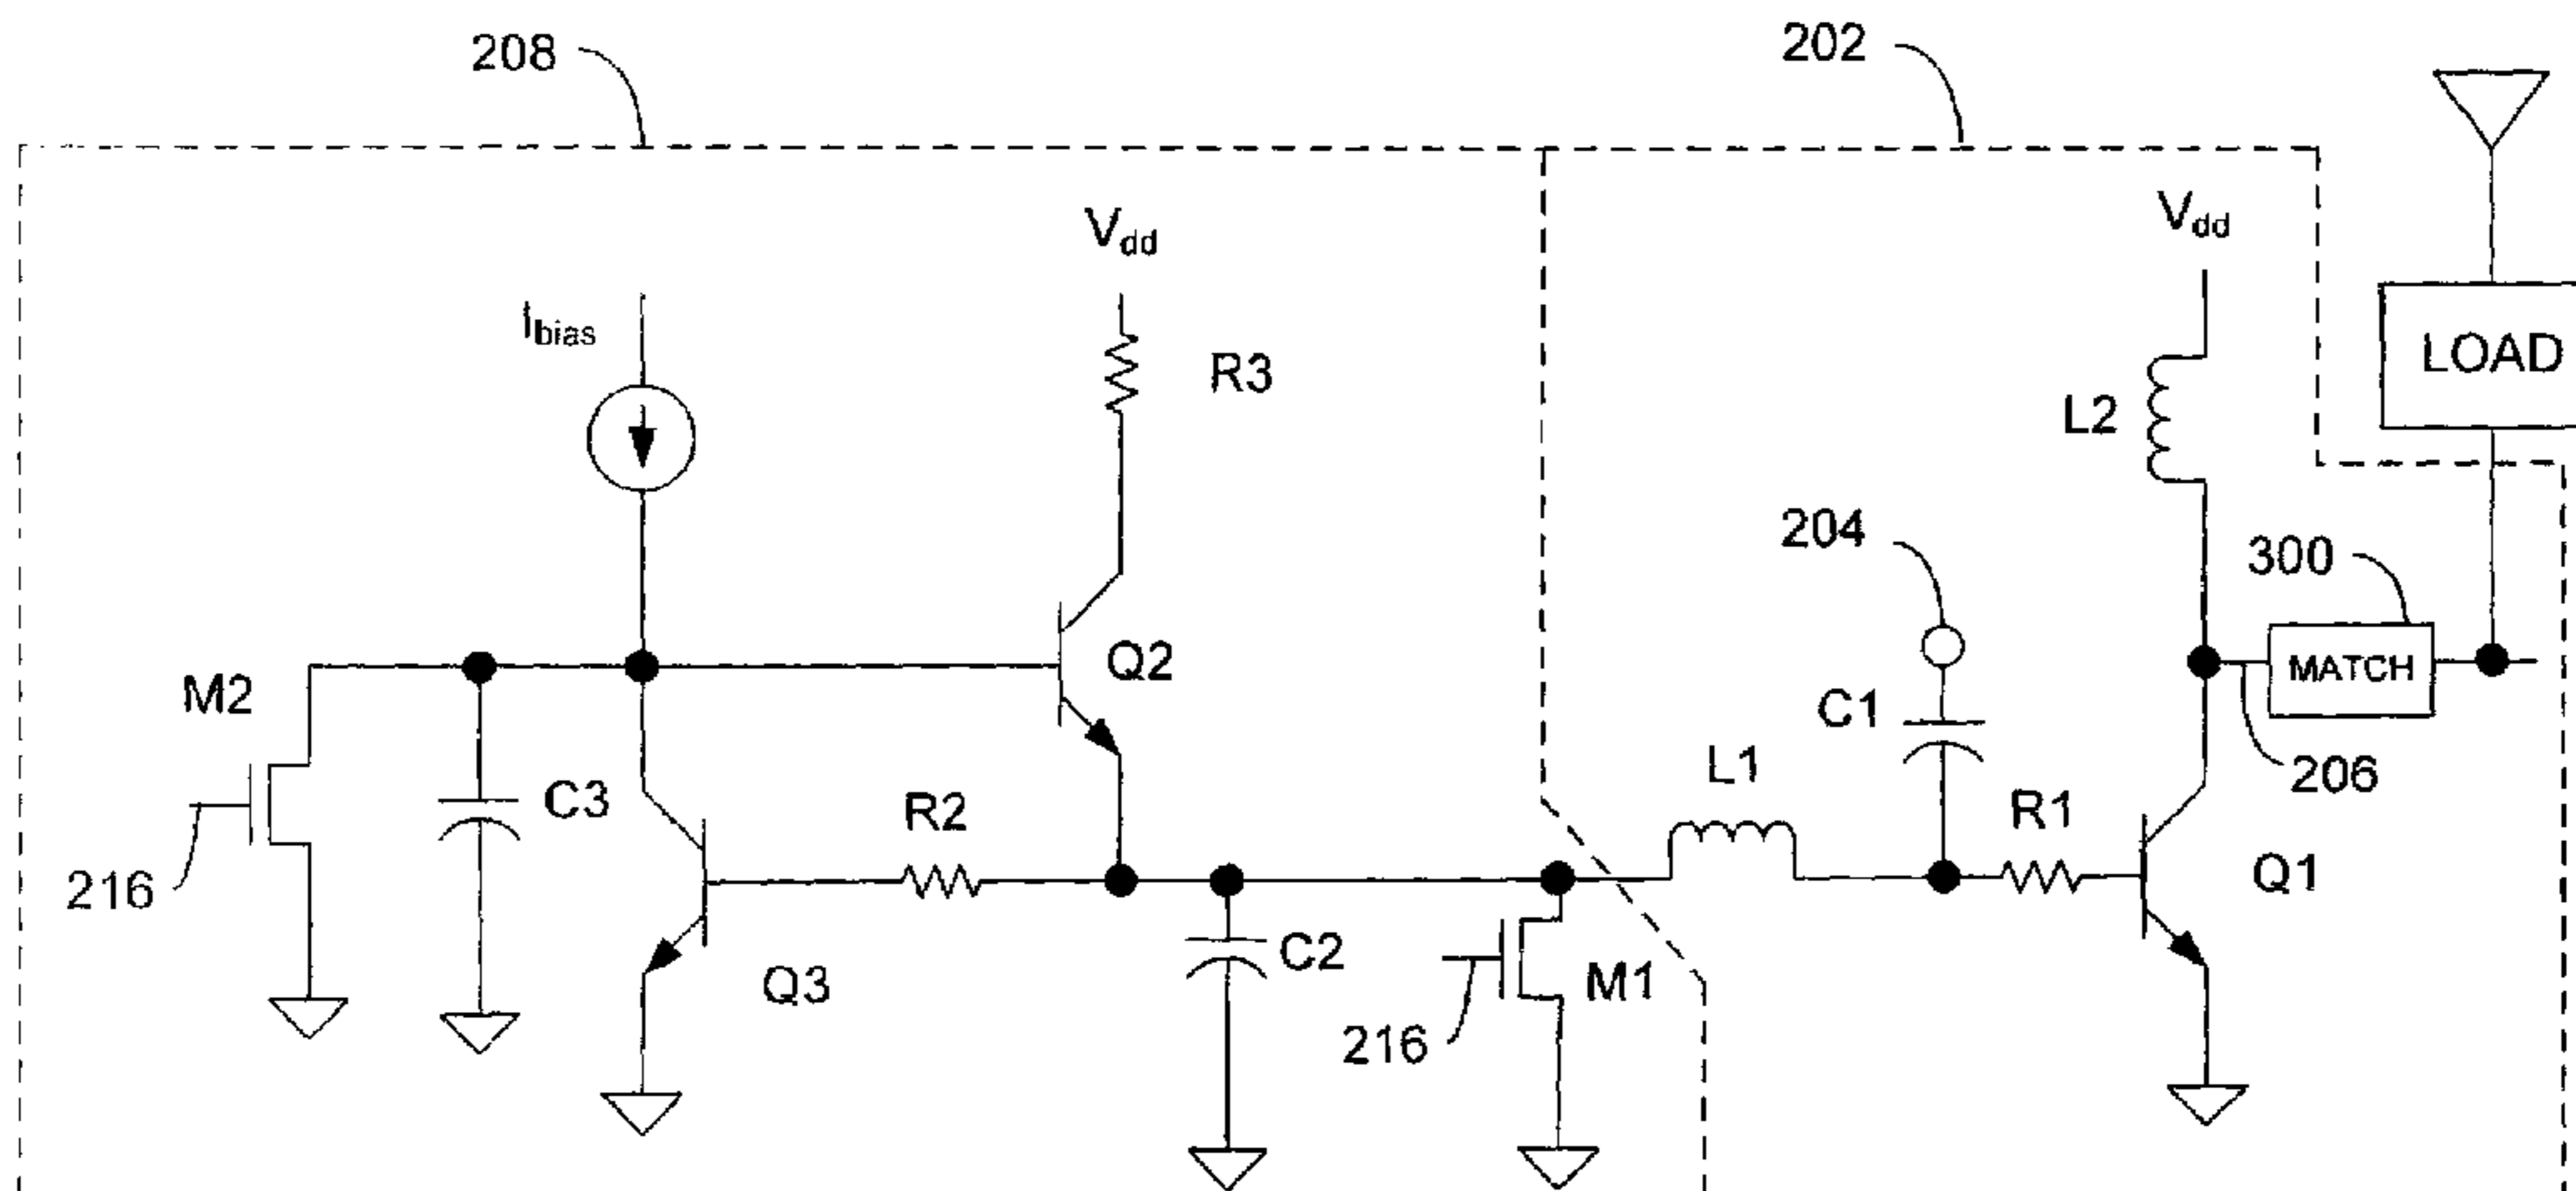 208
202
Vdd
Vdd
Ibias
R3
LOAD
L2
204
300
Q2
MATCH
M2
C1
206
L1
C3
R2
R1
216
Q1
C2
Q3
M1
216